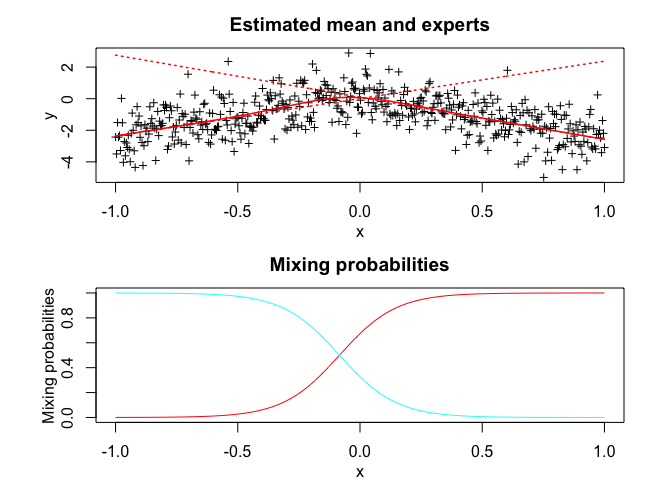 Estimated mean and experts
y
2
0
-2
-4
-1.0 -0.5 0.0 0.5 1.0
x
Mixing probabilities
Mixing probabilities
0.8
0.4
0.0
-1.0 -0.5 0.0 0.5 1.0
x